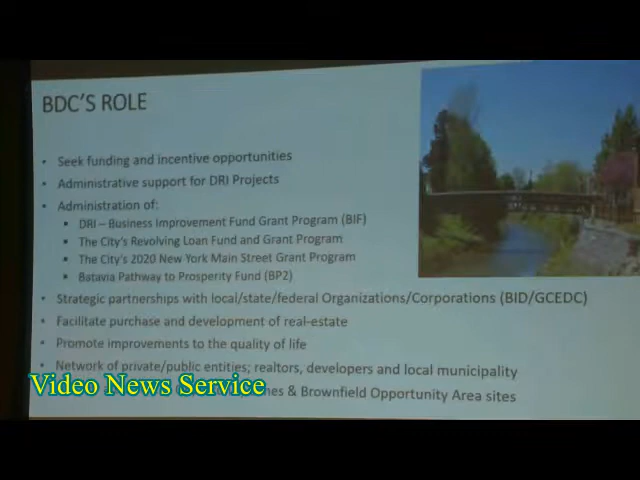 BDC'S ROLE
• Seek funding and incentive opportunities
• Administrative support for DRI Projects
• Administration of:
▪ DRI – Business Improvement Fund Grant Program (BIF)
▪ The City's Revolving Loan Fund and Grant Program
▪ The City's 2020 New York Main Street Grant Program
▪ Batavia Pathway to Prosperity Fund (BP2)
• Strategic partnerships with local/state/federal Organizations/Corporations (BID/GCEDC)
• Facilitate purchase and development of real-estate
• Promote improvements to the quality of life
• Network of private/public entities; realtors, developers and local municipality
Video News Service
& Brownfield Opportunity Area sites